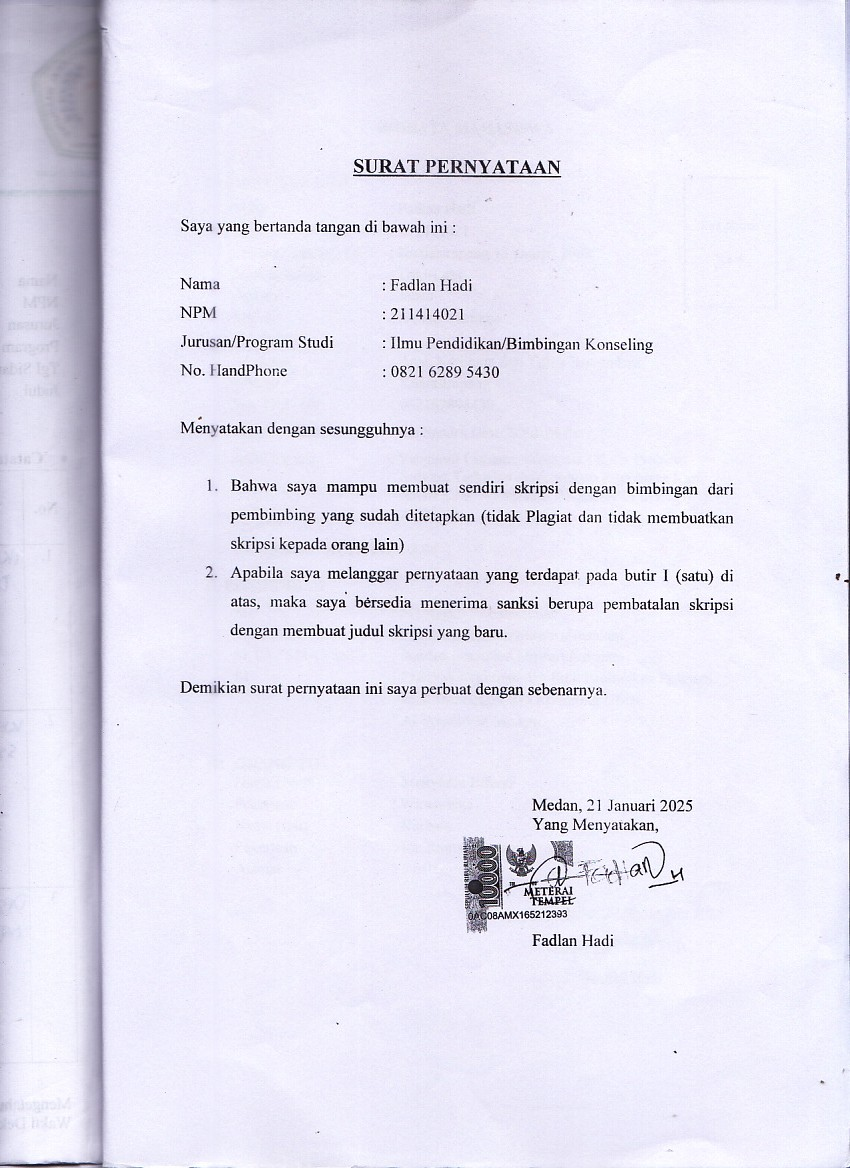 SURAT PERNYATAAN
Saya yang bertanda tangan di bawah ini :
Nama : Fadlan Hadi
NPM : 211414021
Jurusan/Program Studi : Ilmu Pendidikan/Bimbingan Konseling
No. HandPhone : 0821 6289 5430
Menyatakan dengan sesungguhnya :
1. Bahwa saya mampu membuat sendiri skripsi dengan bimbingan dari
pembimbing yang sudah ditetapkan (tidak Plagiat dan tidak membuatkan
skripsi kepada orang lain)
2. Apabila saya melanggar pernyataan yang terdapat pada butir I (satu) di
atas, maka saya bersedia menerima sanksi berupa pembatalan skripsi
dengan membuat judul skripsi yang baru.
Demikian surat pernyataan ini saya perbuat dengan sebenarnya.
Medan, 21 Januari 2025
Yang Menyatakan,
10000
METERAI
TEMPEL
0AC08AMX165212393
Fadlan Hadi